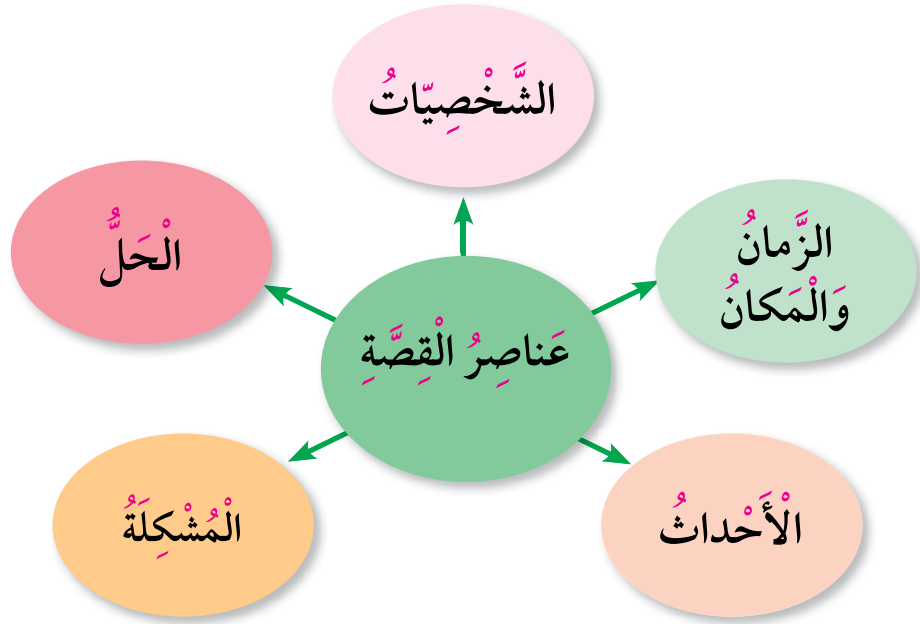 الشَّخْصِيّاتُ
الزَّمانُ
وَالْمَكانُ
الْحَلُّ
عَناصِرُ الْقِصَّةِ
الْأَحْداثُ
الْمُشْكِلَةُ